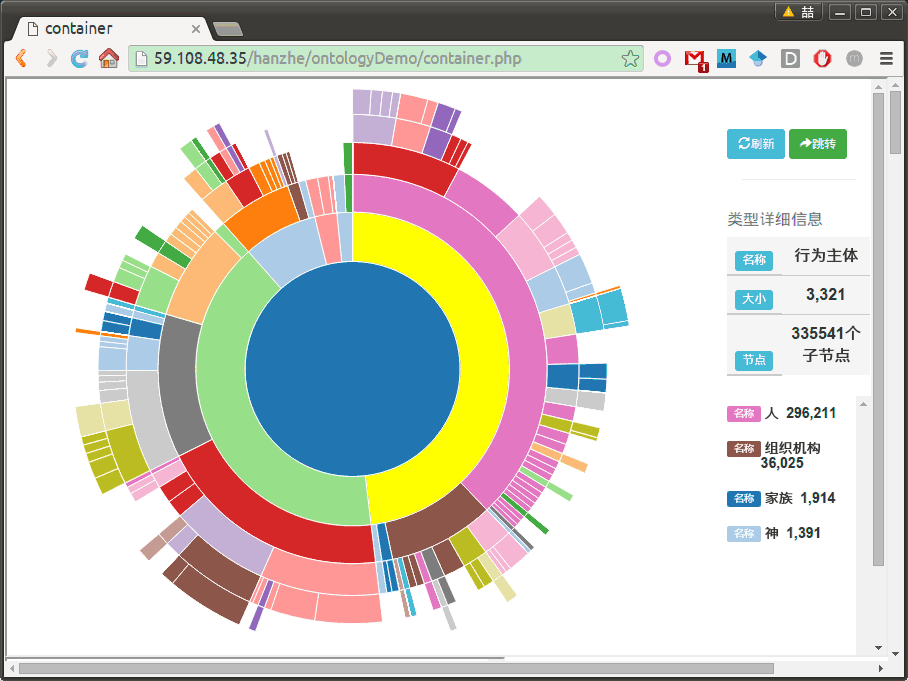 喆
container
59.108.48.35/hanzhe/ontologyDemo/container.php
1
M
D
m
刷新
跳转
类型详细信息
名称 行为主体
大小 3,321
节点 335541个
子节点
名称 人 296,211
名称 组织机构
36,025
名称 家族 1,914
名称 神 1,391